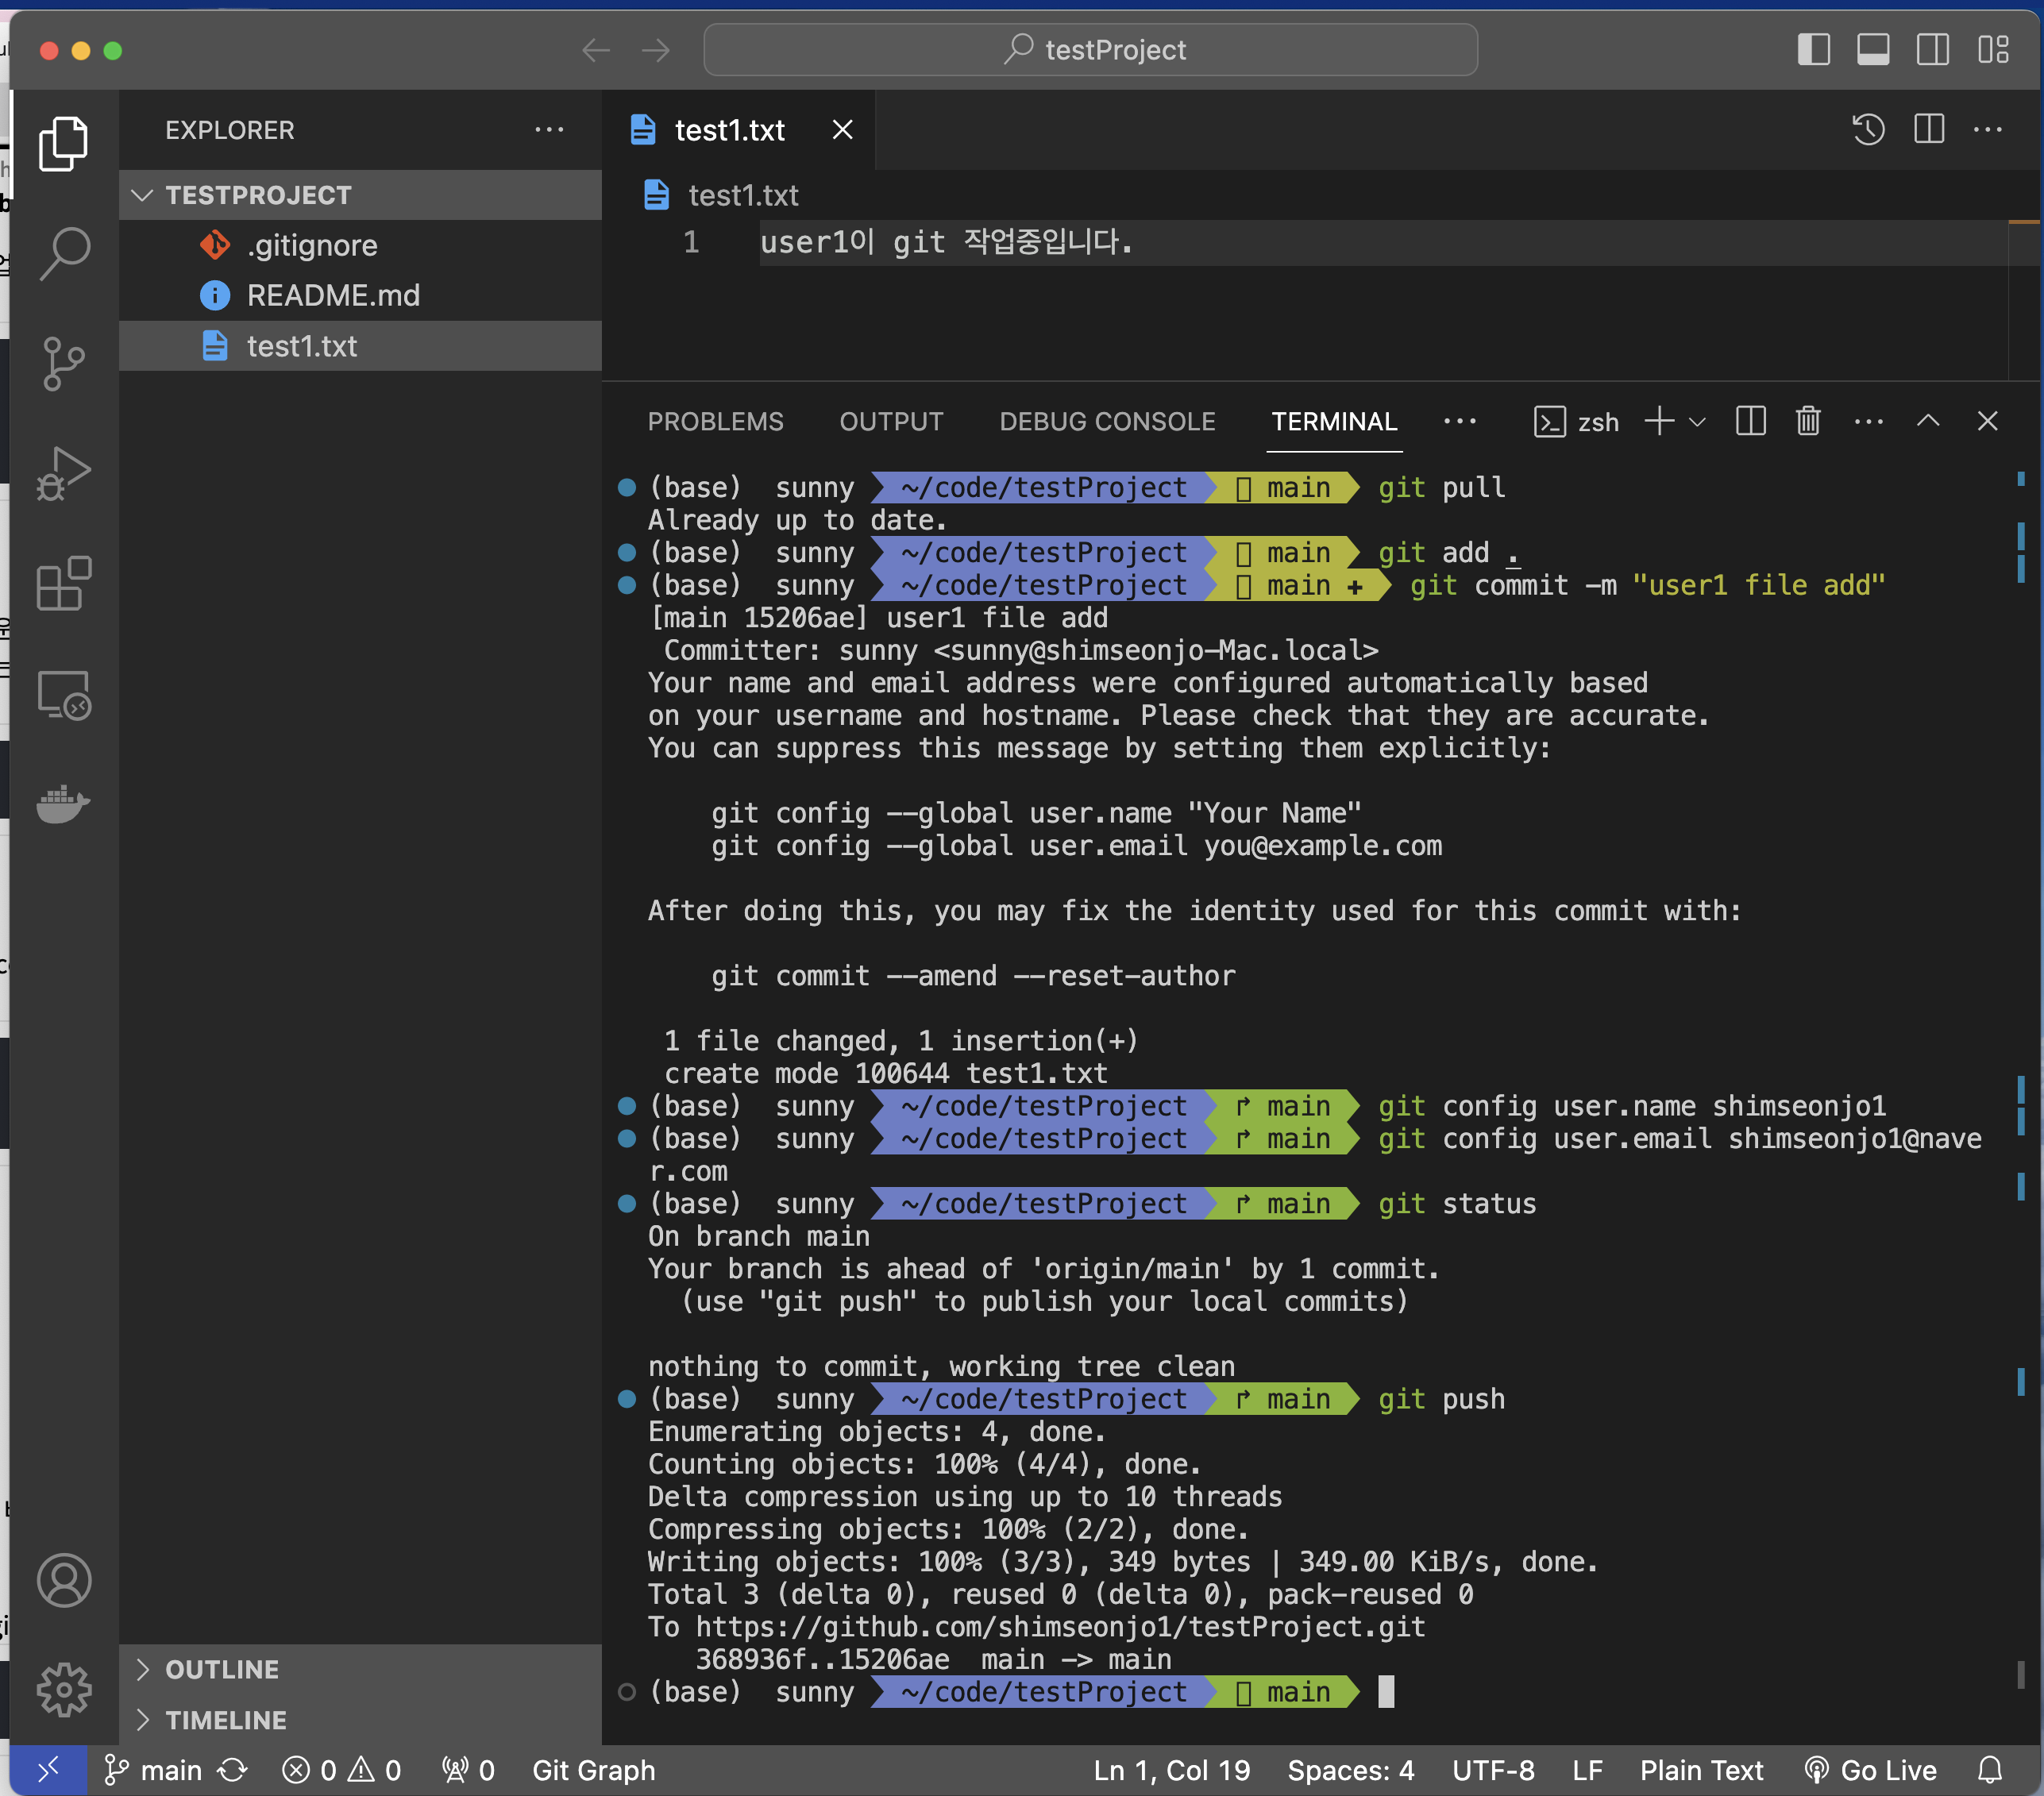 testProject
EXPLORER
TESTPROJECT
.gitignore
README.md
test1.txt
OUTLINE
TIMELINE
test1.txt
test1.txt
1 user1이 git 작업중입니다.
PROBLEMS OUTPUT DEBUG CONSOLE TERMINAL zsh
(base) sunny ~/code/testProject main git pull
Already up to date.
(base) sunny ~/code/testProject main git add .
(base) sunny ~/code/testProject main + git commit -m "user1 file add"
[main 15206ae] user1 file add
Committer: sunny <sunny@shimseonjo-Mac.local>
Your name and email address were configured automatically based
on your username and hostname. Please check that they are accurate.
You can suppress this message by setting them explicitly:
git config --global user.name "Your Name"
git config --global user.email you@example.com
After doing this, you may fix the identity used for this commit with:
git commit --amend --reset-author
1 file changed, 1 insertion(+)
create mode 100644 test1.txt
(base) sunny ~/code/testProject main git config user.name shimseonjo1
(base) sunny ~/code/testProject main git config user.email shimseonjo1@nave
r.com
(base) sunny ~/code/testProject main git status
On branch main
Your branch is ahead of 'origin/main' by 1 commit.
(use "git push" to publish your local commits)
nothing to commit, working tree clean
(base) sunny ~/code/testProject main git push
Enumerating objects: 4, done.
Counting objects: 100% (4/4), done.
Delta compression using up to 10 threads
Compressing objects: 100% (2/2), done.
Writing objects: 100% (3/3), 349 bytes | 349.00 KiB/s, done.
Total 3 (delta 0), reused 0 (delta 0), pack-reused 0
To https://github.com/shimseonjo1/testProject.git
368936f..15206ae main -> main
(base) sunny ~/code/testProject main
main 0 0 0 Git Graph Ln 1, Col 19 Spaces: 4 UTF-8 LF Plain Text Go Live